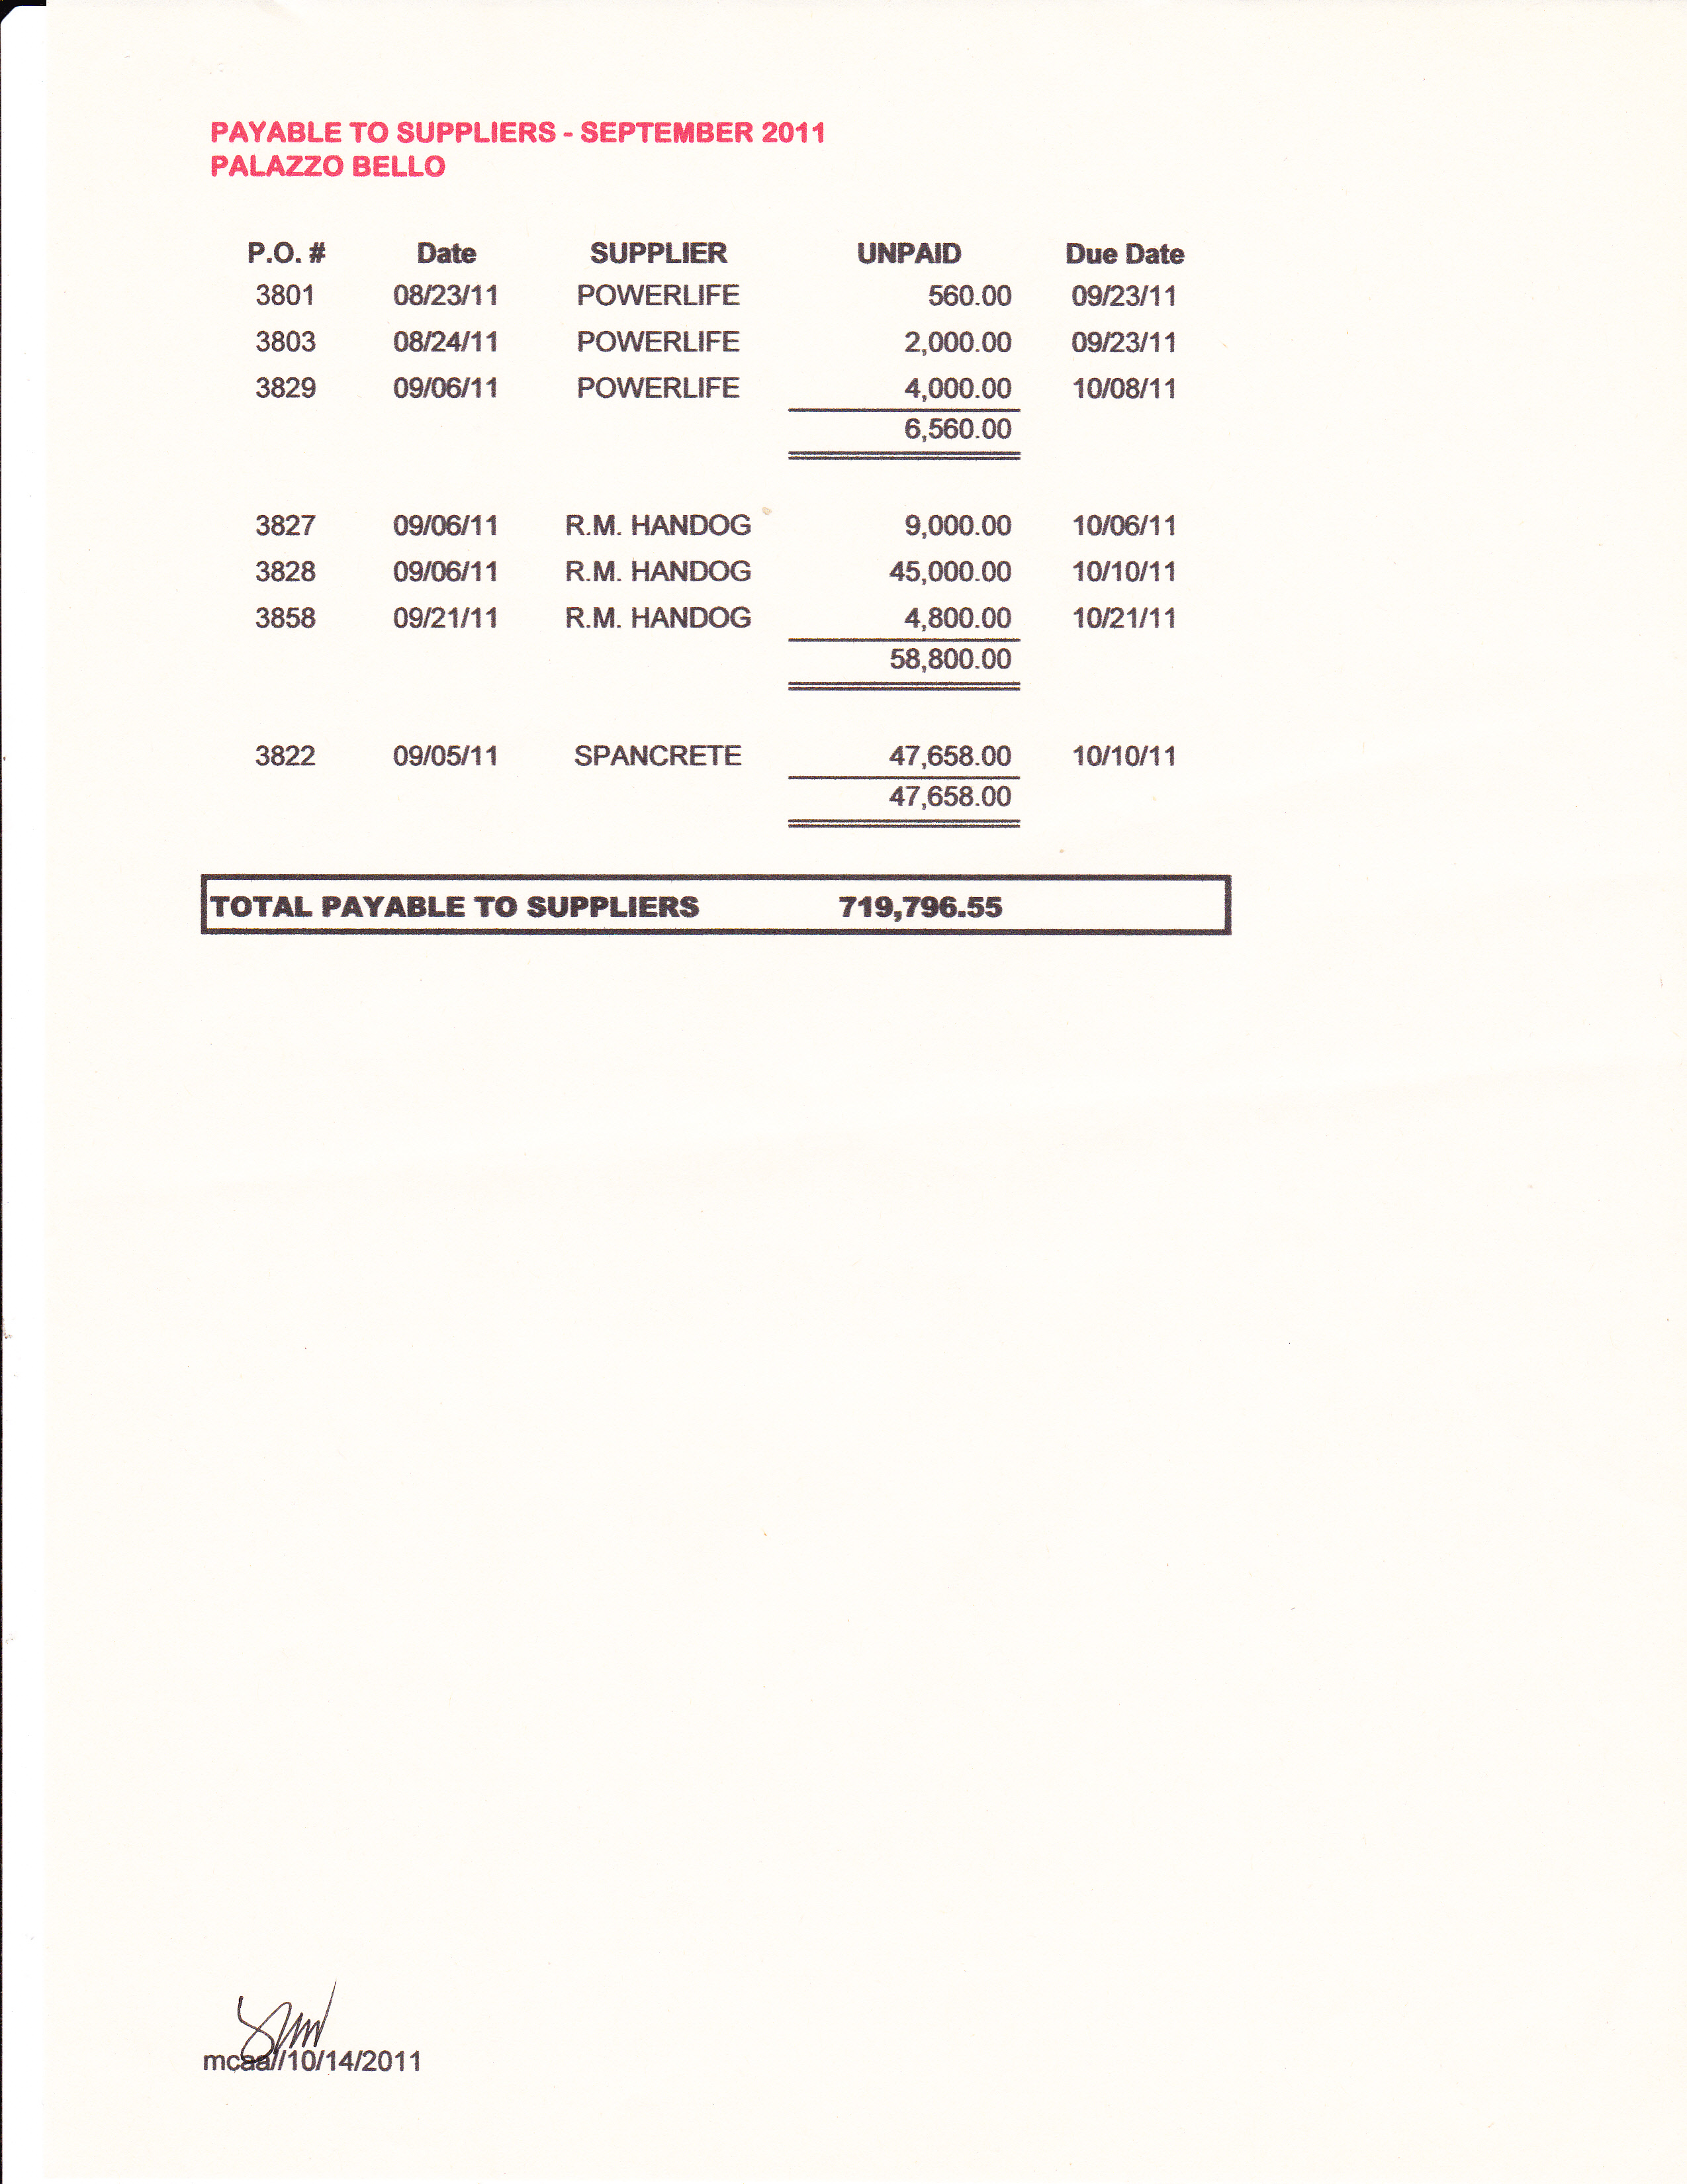 PAYABLE TO SUPPLIERS - SEPTEMBER 2011
PALAZZO BELLO
P.O. # Date SUPPLIER UNPAID Due Date
3801 08/23/11 POWERLIFE 560.00 09/23/11
3803 08/24/11 POWERLIFE 2,000.00 09/23/11
3829 09/06/11 POWERLIFE 4,000.00 10/08/11
6,560.00
3827 09/06/11 R.M. HANDOG 9,000.00 10/06/11
3828 09/06/11 R.M. HANDOG 45,000.00 10/10/11
3858 09/21/11 R.M. HANDOG 4,800.00 10/21/11
58,800.00
3822 09/05/11 SPANCRETE 47,658.00 10/10/11
47,658.00
TOTAL PAYABLE TO SUPPLIERS 719,796.55
mcaa//10/14/2011